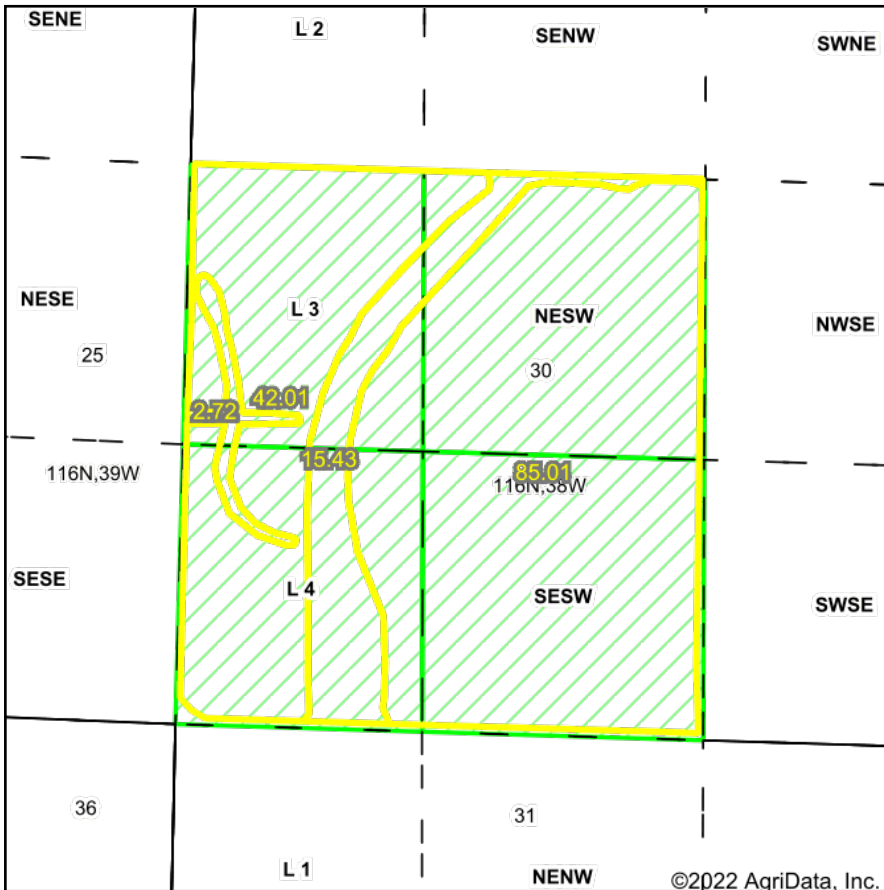 SENE
L 2
SENW
SWNE
NESE
L 3
NESW
NWSE
25
30
42.01
2.72
15.43
85.01
116N,39W
116N,38W
SESE
L 4
SESW
SWSE
36
31
L 1
NENW
©2022 AgriData, Inc.